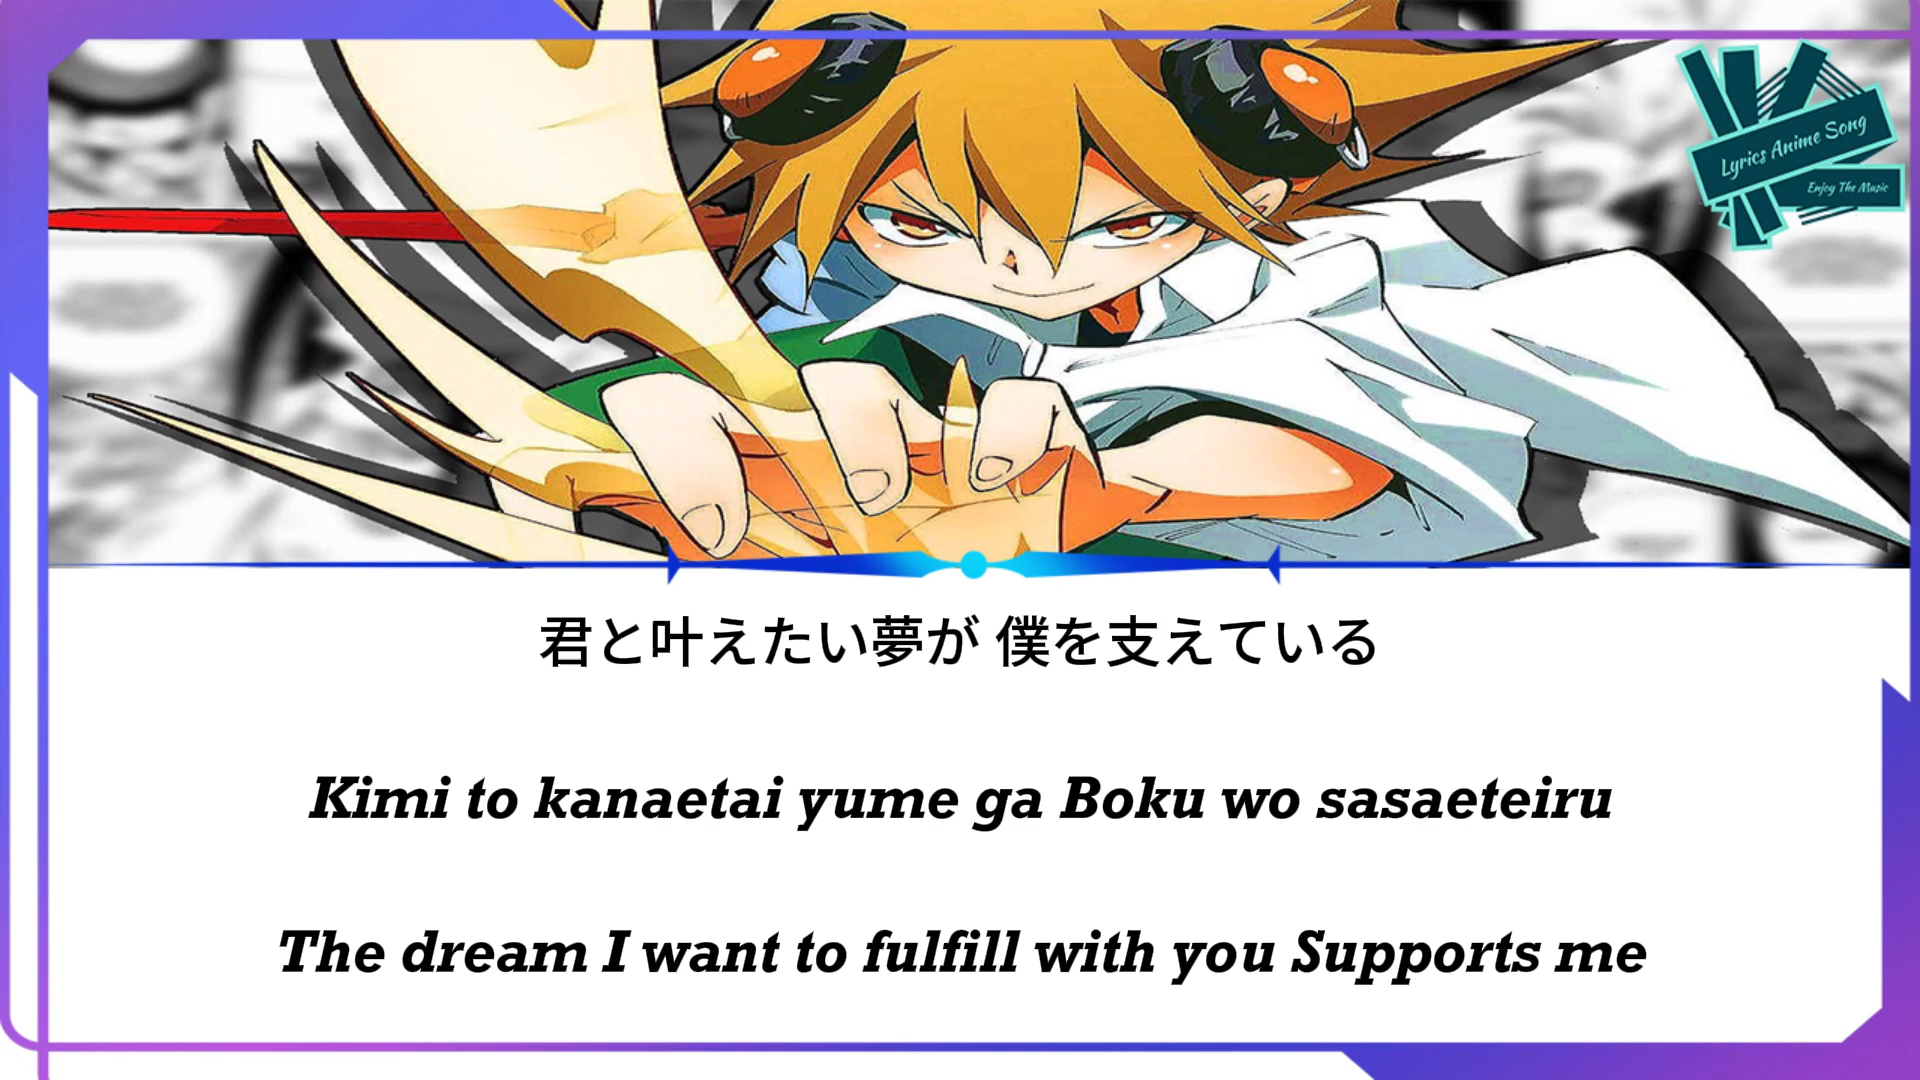 Lyrics Anime Song
Enjoy The Music
君と叶えたい夢が 僕を支えている
Kimi to kanaetai yume ga Boku wo sasaeteiru
The dream I want to fulfill with you Supports me